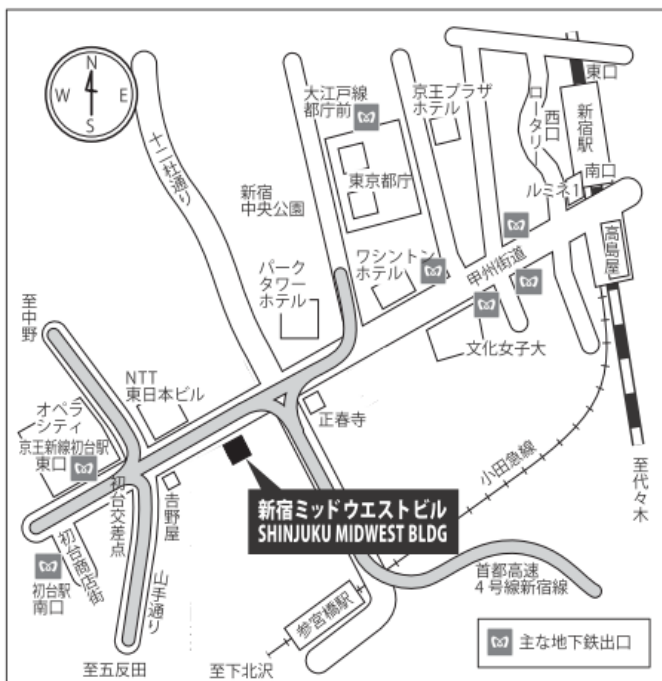 N
W E
S
十二社通り
大江戸線
都庁前
京王プラザ
ホテル
東口
ロータリー
西口
新宿駅
南口
ルミネ1
高島屋
東京都庁
新宿
中央公園
パーク
タワー
ホテル
ワシントン
ホテル
甲州街道
文化女子大
至中野
NTT
東日本ビル
オペラ
シティ
京王新線初台駅
東口
正春寺
小田急線
至代々木
初台交差点
吉野屋
新宿ミッドウエストビル
SHINJUKU MIDWEST BLDG
初台商店街
初台駅
南口
山手通り
首都高速
4号線新宿線
参宮橋駅
至五反田
至下北沢
主な地下鉄出口